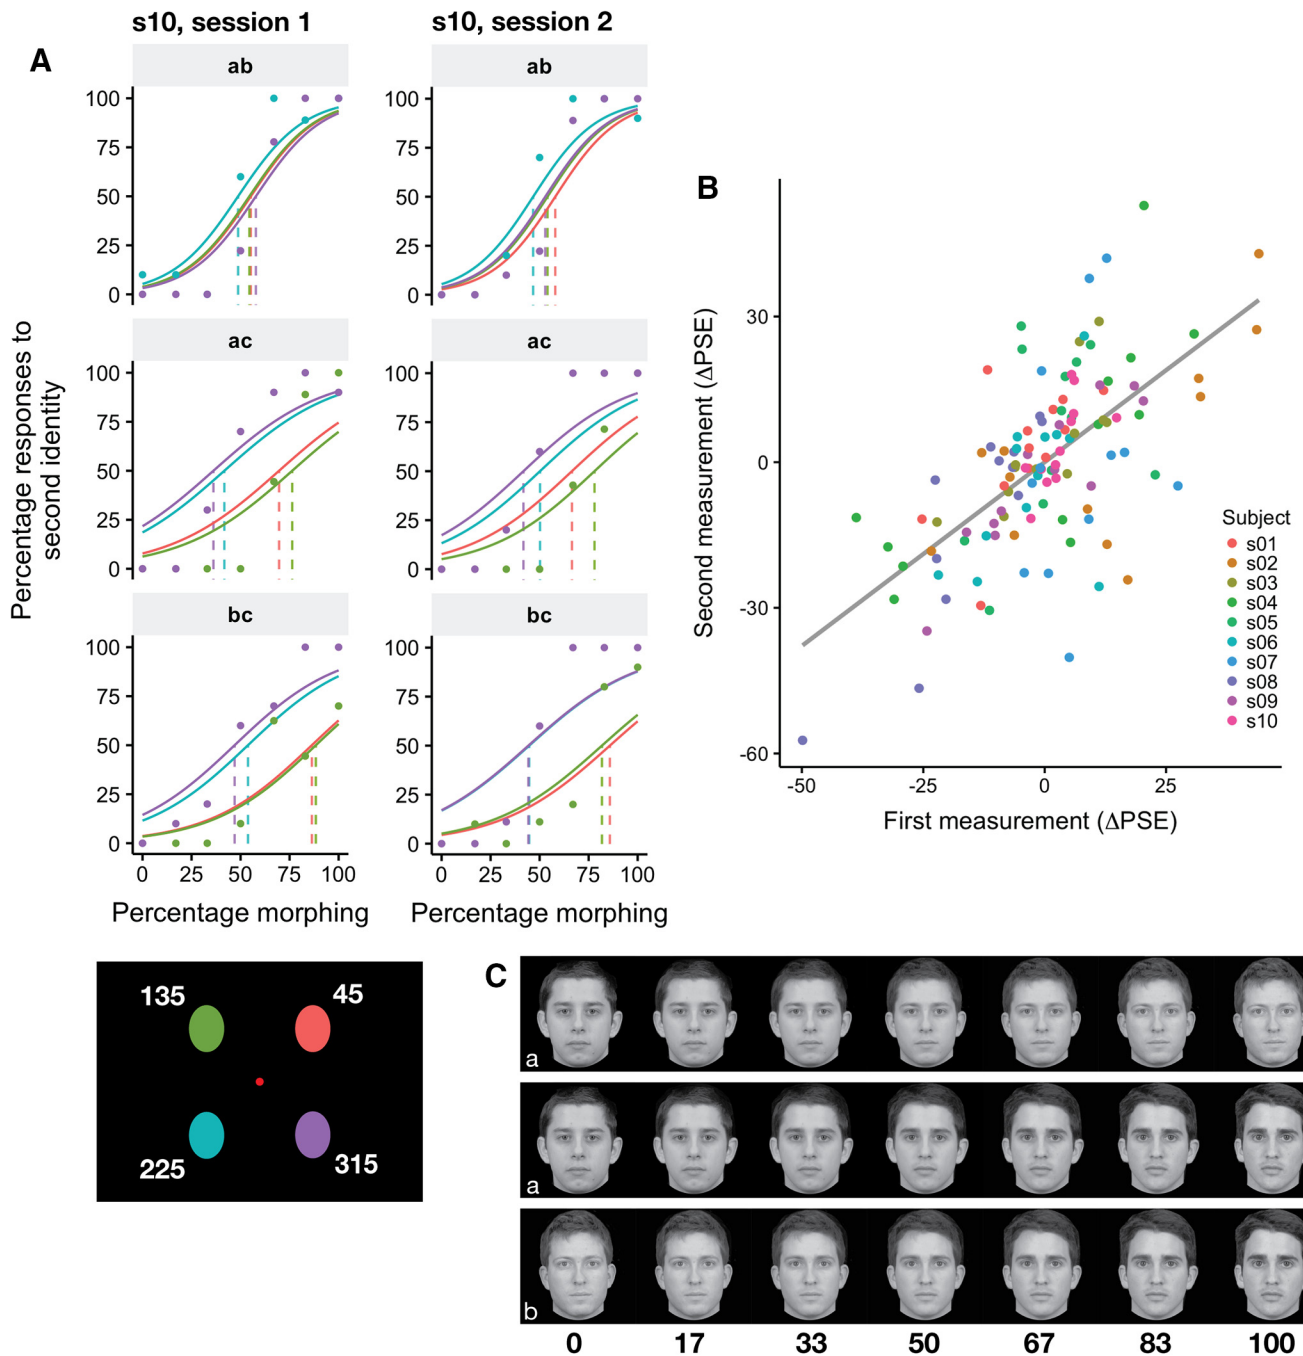 s10, session 1
s10, session 2
A
ab
ab
100
75
50
25
0
100
75
50
25
0
ac
ac
100
75
50
25
0
100
75
50
25
0
bc
bc
100
75
50
25
0
100
75
50
25
0
0 25 50 75 100
0 25 50 75 100
Percentage responses to
second identity
Percentage morphing
Percentage morphing
135
45
225
315
B
Second measurement (ΔPSE)
30
0
-30
-60
-50
-25
0
25
First measurement (ΔPSE)
Subject
s01
s02
s03
s04
s05
s06
s07
s08
s09
s10
C
a
a
b
0 17 33 50 67 83 100